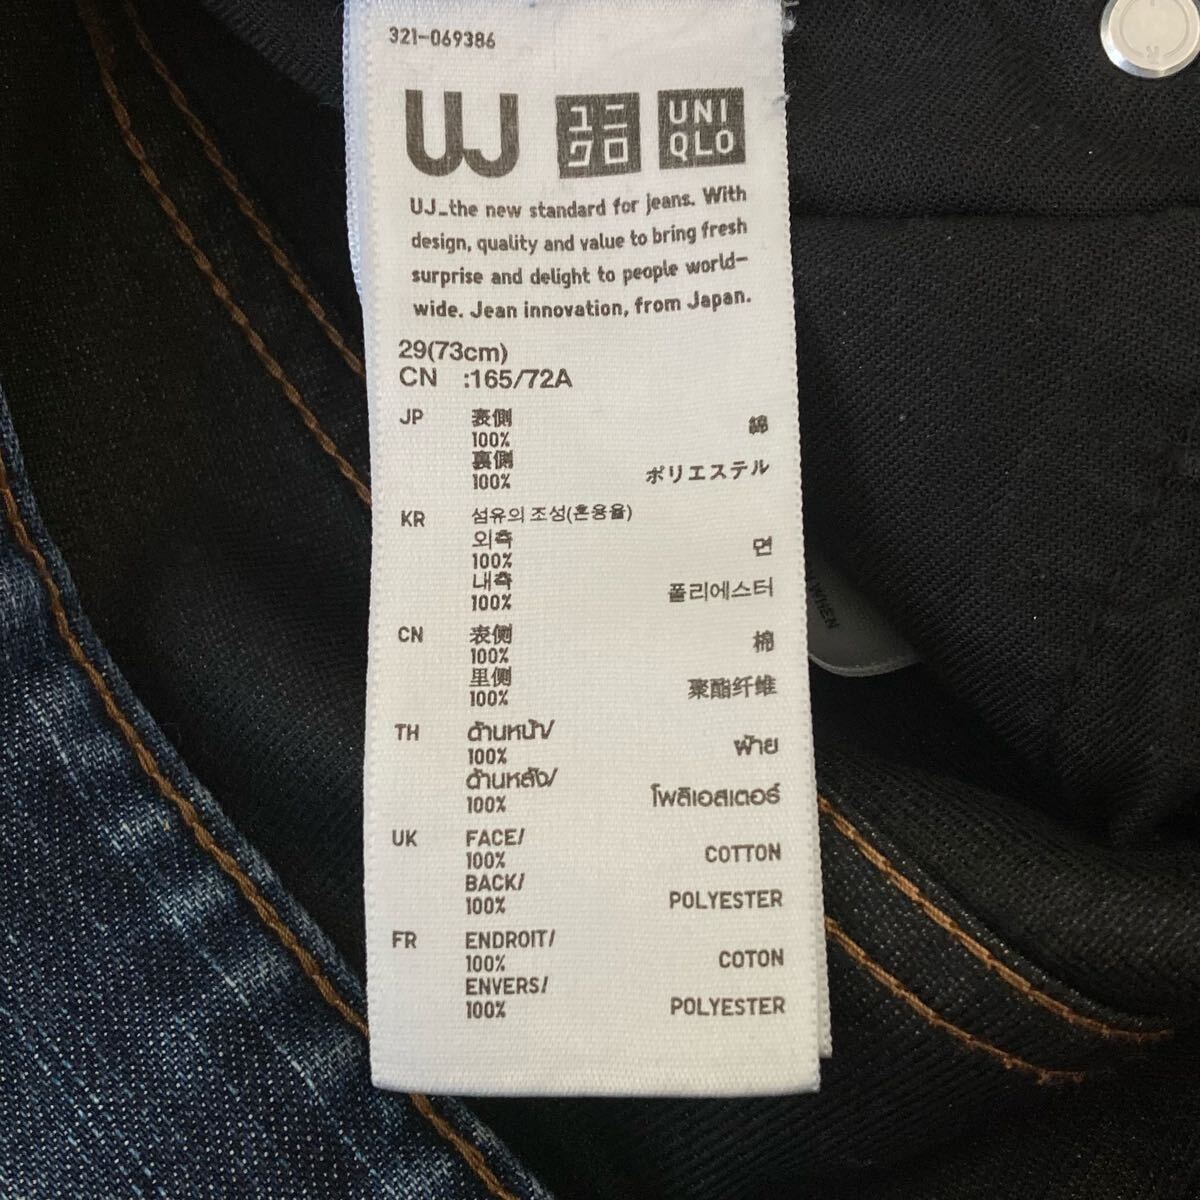 321-069386
UJ
ユニクロ
UNIQLO
UJ_the new standard for jeans. With
design, quality and value to bring fresh
surprise and delight to people world-
wide. Jean innovation, from Japan.
29(73cm)
CN :165/72A
JP 表側
100% 綿
裏側
100% ポリエステル
KR 섬유의 조성(혼용율)
외측
100% 면
내측
100% 폴리에스터
CN 表侧
100% 棉
里侧
100% 聚酯纤维
TH ด้านหน้า/
100% ฝ้าย
ด้านหลัง/
100% โพลิเอสเตอร์
UK FACE/
100% COTTON
BACK/
100% POLYESTER
FR ENDROIT/
100% COTON
ENVERS/
100% POLYESTER